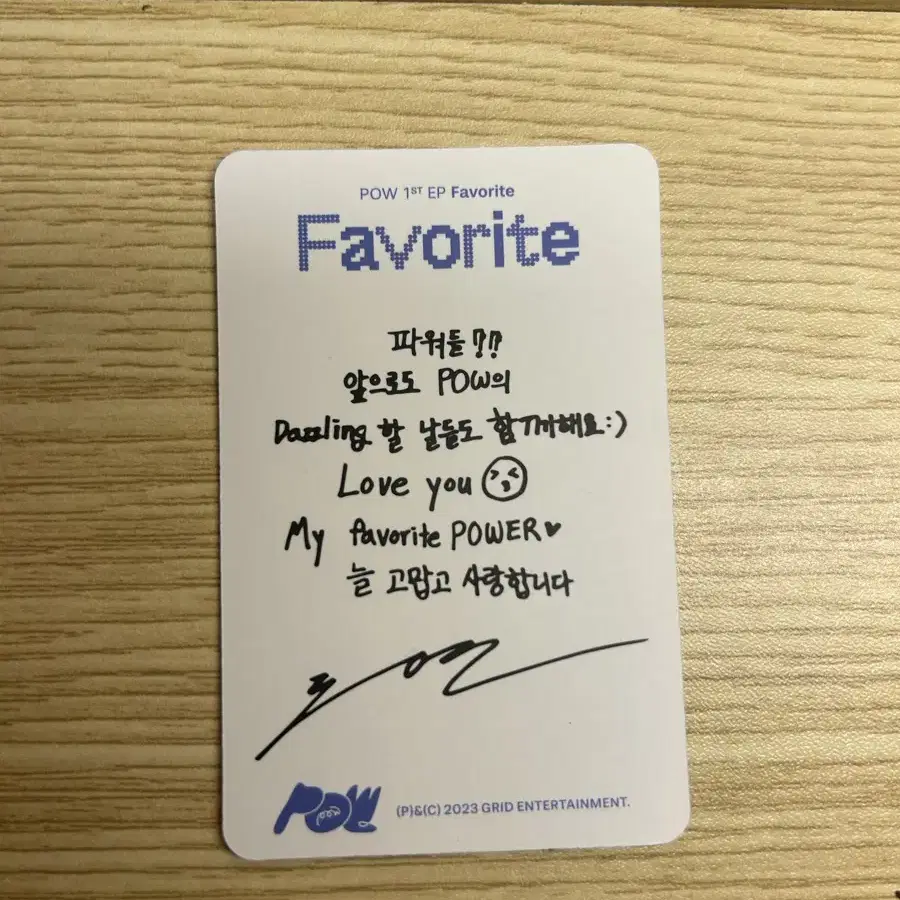 POW 1ST EP Favorite
Favorite
파워들??
앞으로도 POW의
Dazzling 할 날들도 함께해요:)
Love you
My favorite POWER♥
늘 고맙고 사랑합니다
POW
(P)&(C) 2023 GRID ENTERTAINMENT.